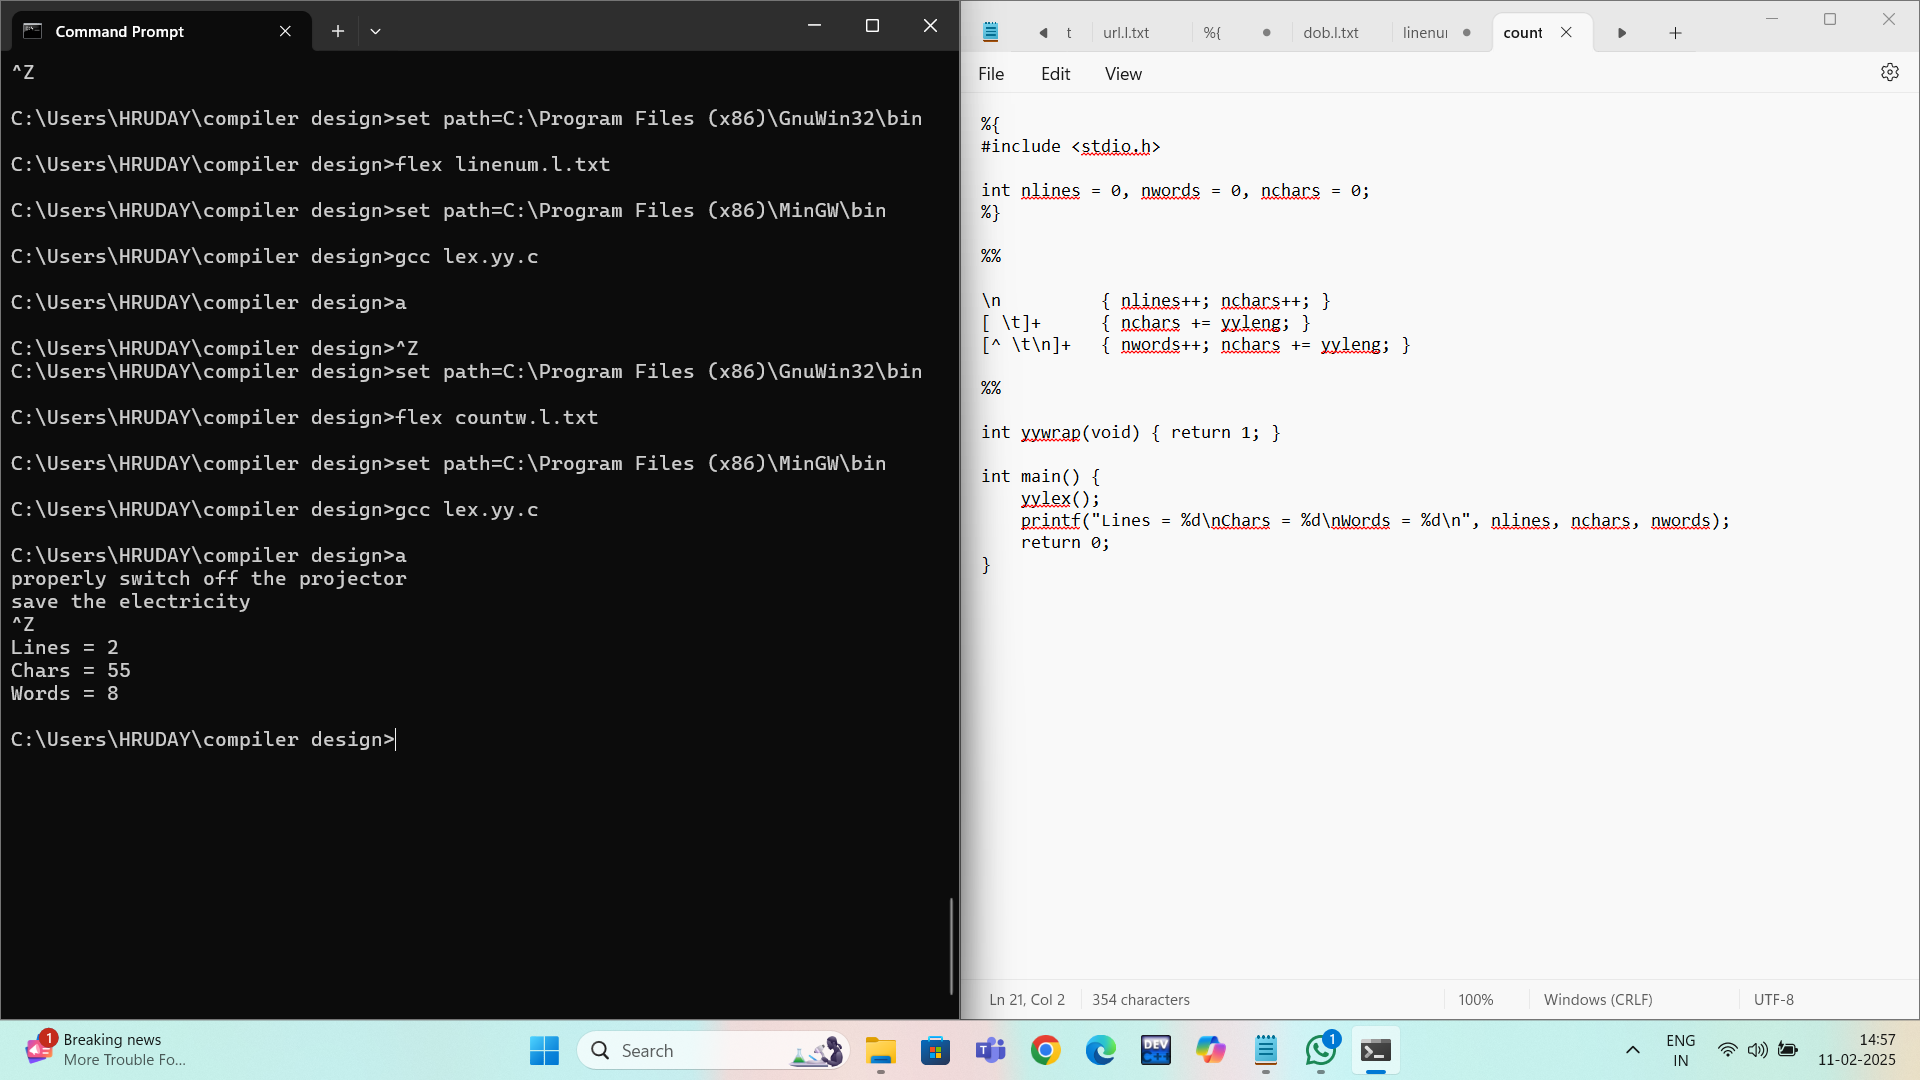 Command Prompt
^Z
C:\Users\HRUDAY\compiler design>set path=C:\Program Files (x86)\GnuWin32\bin
C:\Users\HRUDAY\compiler design>flex linenum.l.txt
C:\Users\HRUDAY\compiler design>set path=C:\Program Files (x86)\MinGW\bin
C:\Users\HRUDAY\compiler design>gcc lex.yy.c
C:\Users\HRUDAY\compiler design>a
C:\Users\HRUDAY\compiler design>^Z
C:\Users\HRUDAY\compiler design>set path=C:\Program Files (x86)\GnuWin32\bin
C:\Users\HRUDAY\compiler design>flex countw.l.txt
C:\Users\HRUDAY\compiler design>set path=C:\Program Files (x86)\MinGW\bin
C:\Users\HRUDAY\compiler design>gcc lex.yy.c
C:\Users\HRUDAY\compiler design>a
properly switch off the projector
save the electricity
^Z
Lines = 2
Chars = 55
Words = 8
C:\Users\HRUDAY\compiler design>
t url.l.txt %{ dob.l.txt linenu count
File Edit View
%{
#include <stdio.h>
int nlines = 0, nwords = 0, nchars = 0;
%}
%%
\n { nlines++; nchars++; }
[ \t]+ { nchars += yyleng; }
[^ \t\n]+ { nwords++; nchars += yyleng; }
%%
int yywrap(void) { return 1; }
int main() {
yylex();
printf("Lines = %d\nChars = %d\nWords = %d\n", nlines, nchars, nwords);
return 0;
}
Ln 21, Col 2 354 characters 100% Windows (CRLF) UTF-8
1
Breaking news
More Trouble Fo...
Search
DEV
1
ENG
IN
14:57
11-02-2025